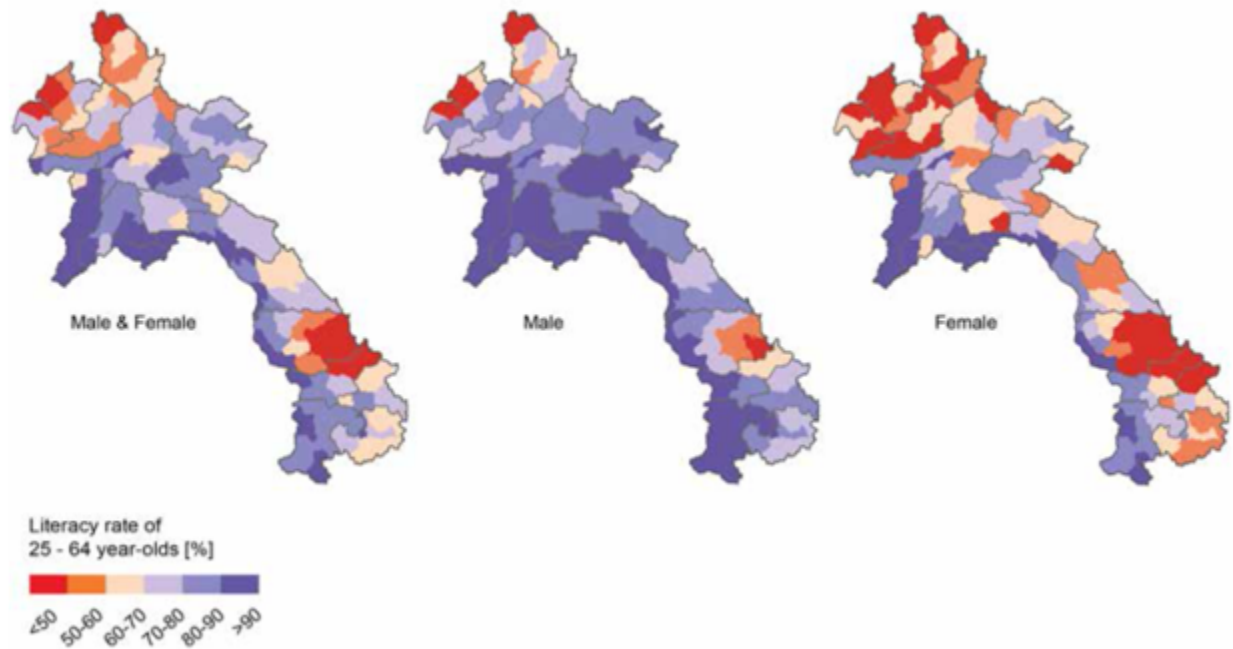 Male & Female
Male
Female
Literacy rate of
25 - 64 year-olds [%]
<50
50-60
60-70
70-80
80-90
>90